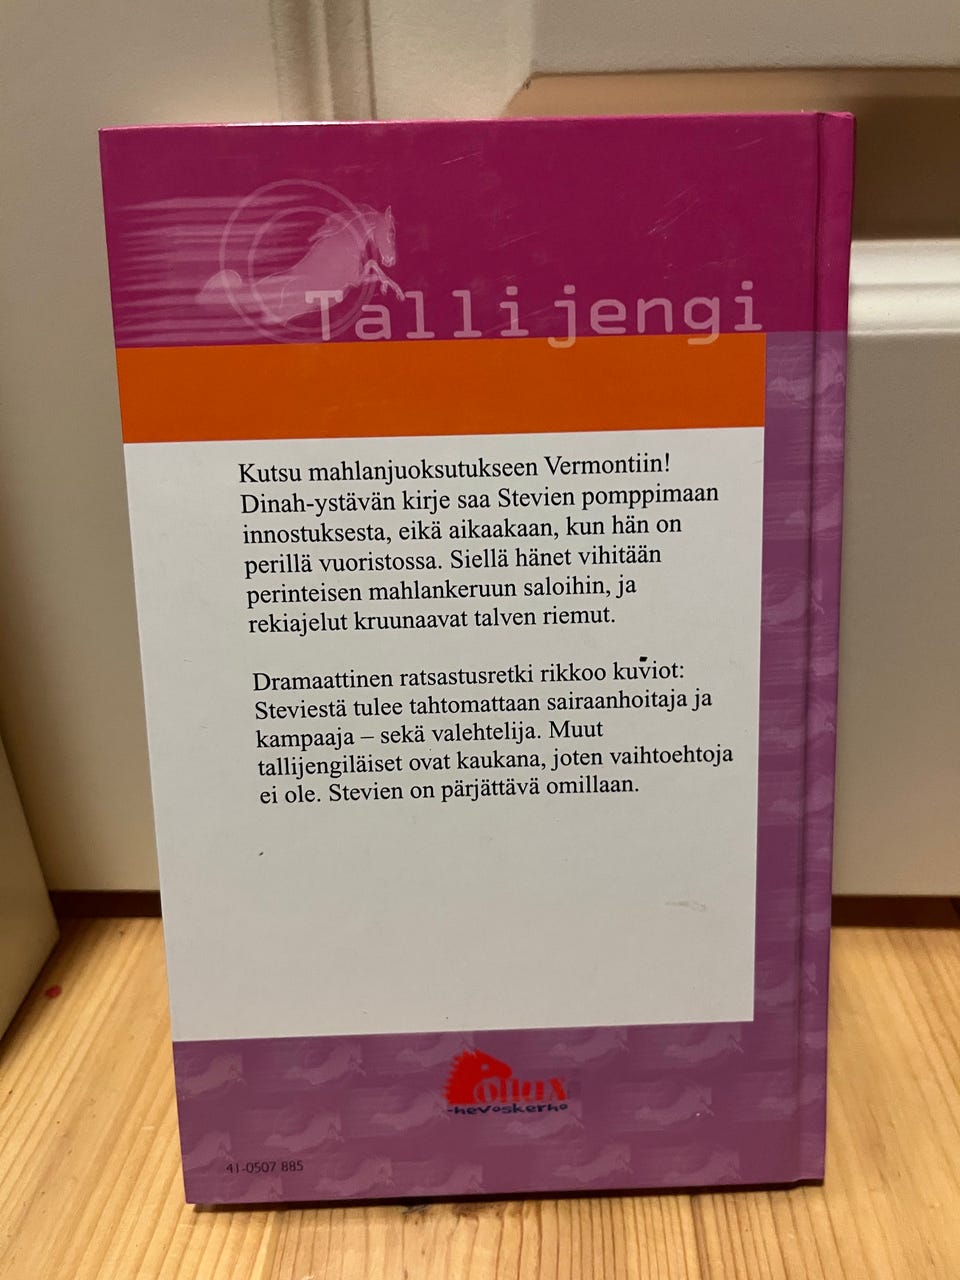 Tallijengi
Kutsu mahlanjuoksutukseen Vermontiin!
Dinah-ystävän kirje saa Stevien pomppimaan
innostuksesta, eikä aikaakaan, kun hän on
perillä vuoristossa. Siellä hänet vihitään
perinteisen mahlankeruun saloihin, ja
rekiajelut kruunaavat talven riemut.
Dramaattinen ratsastusretki rikkoo kuviot:
Steviestä tulee tahtomattaan sairaanhoitaja ja
kampaaja – sekä valehtelija. Muut
tallijengiläiset ovat kaukana, joten vaihtoehtoja
ei ole. Stevien on pärjättävä omillaan.
Pollux
-hevoskerho
41-0507 885